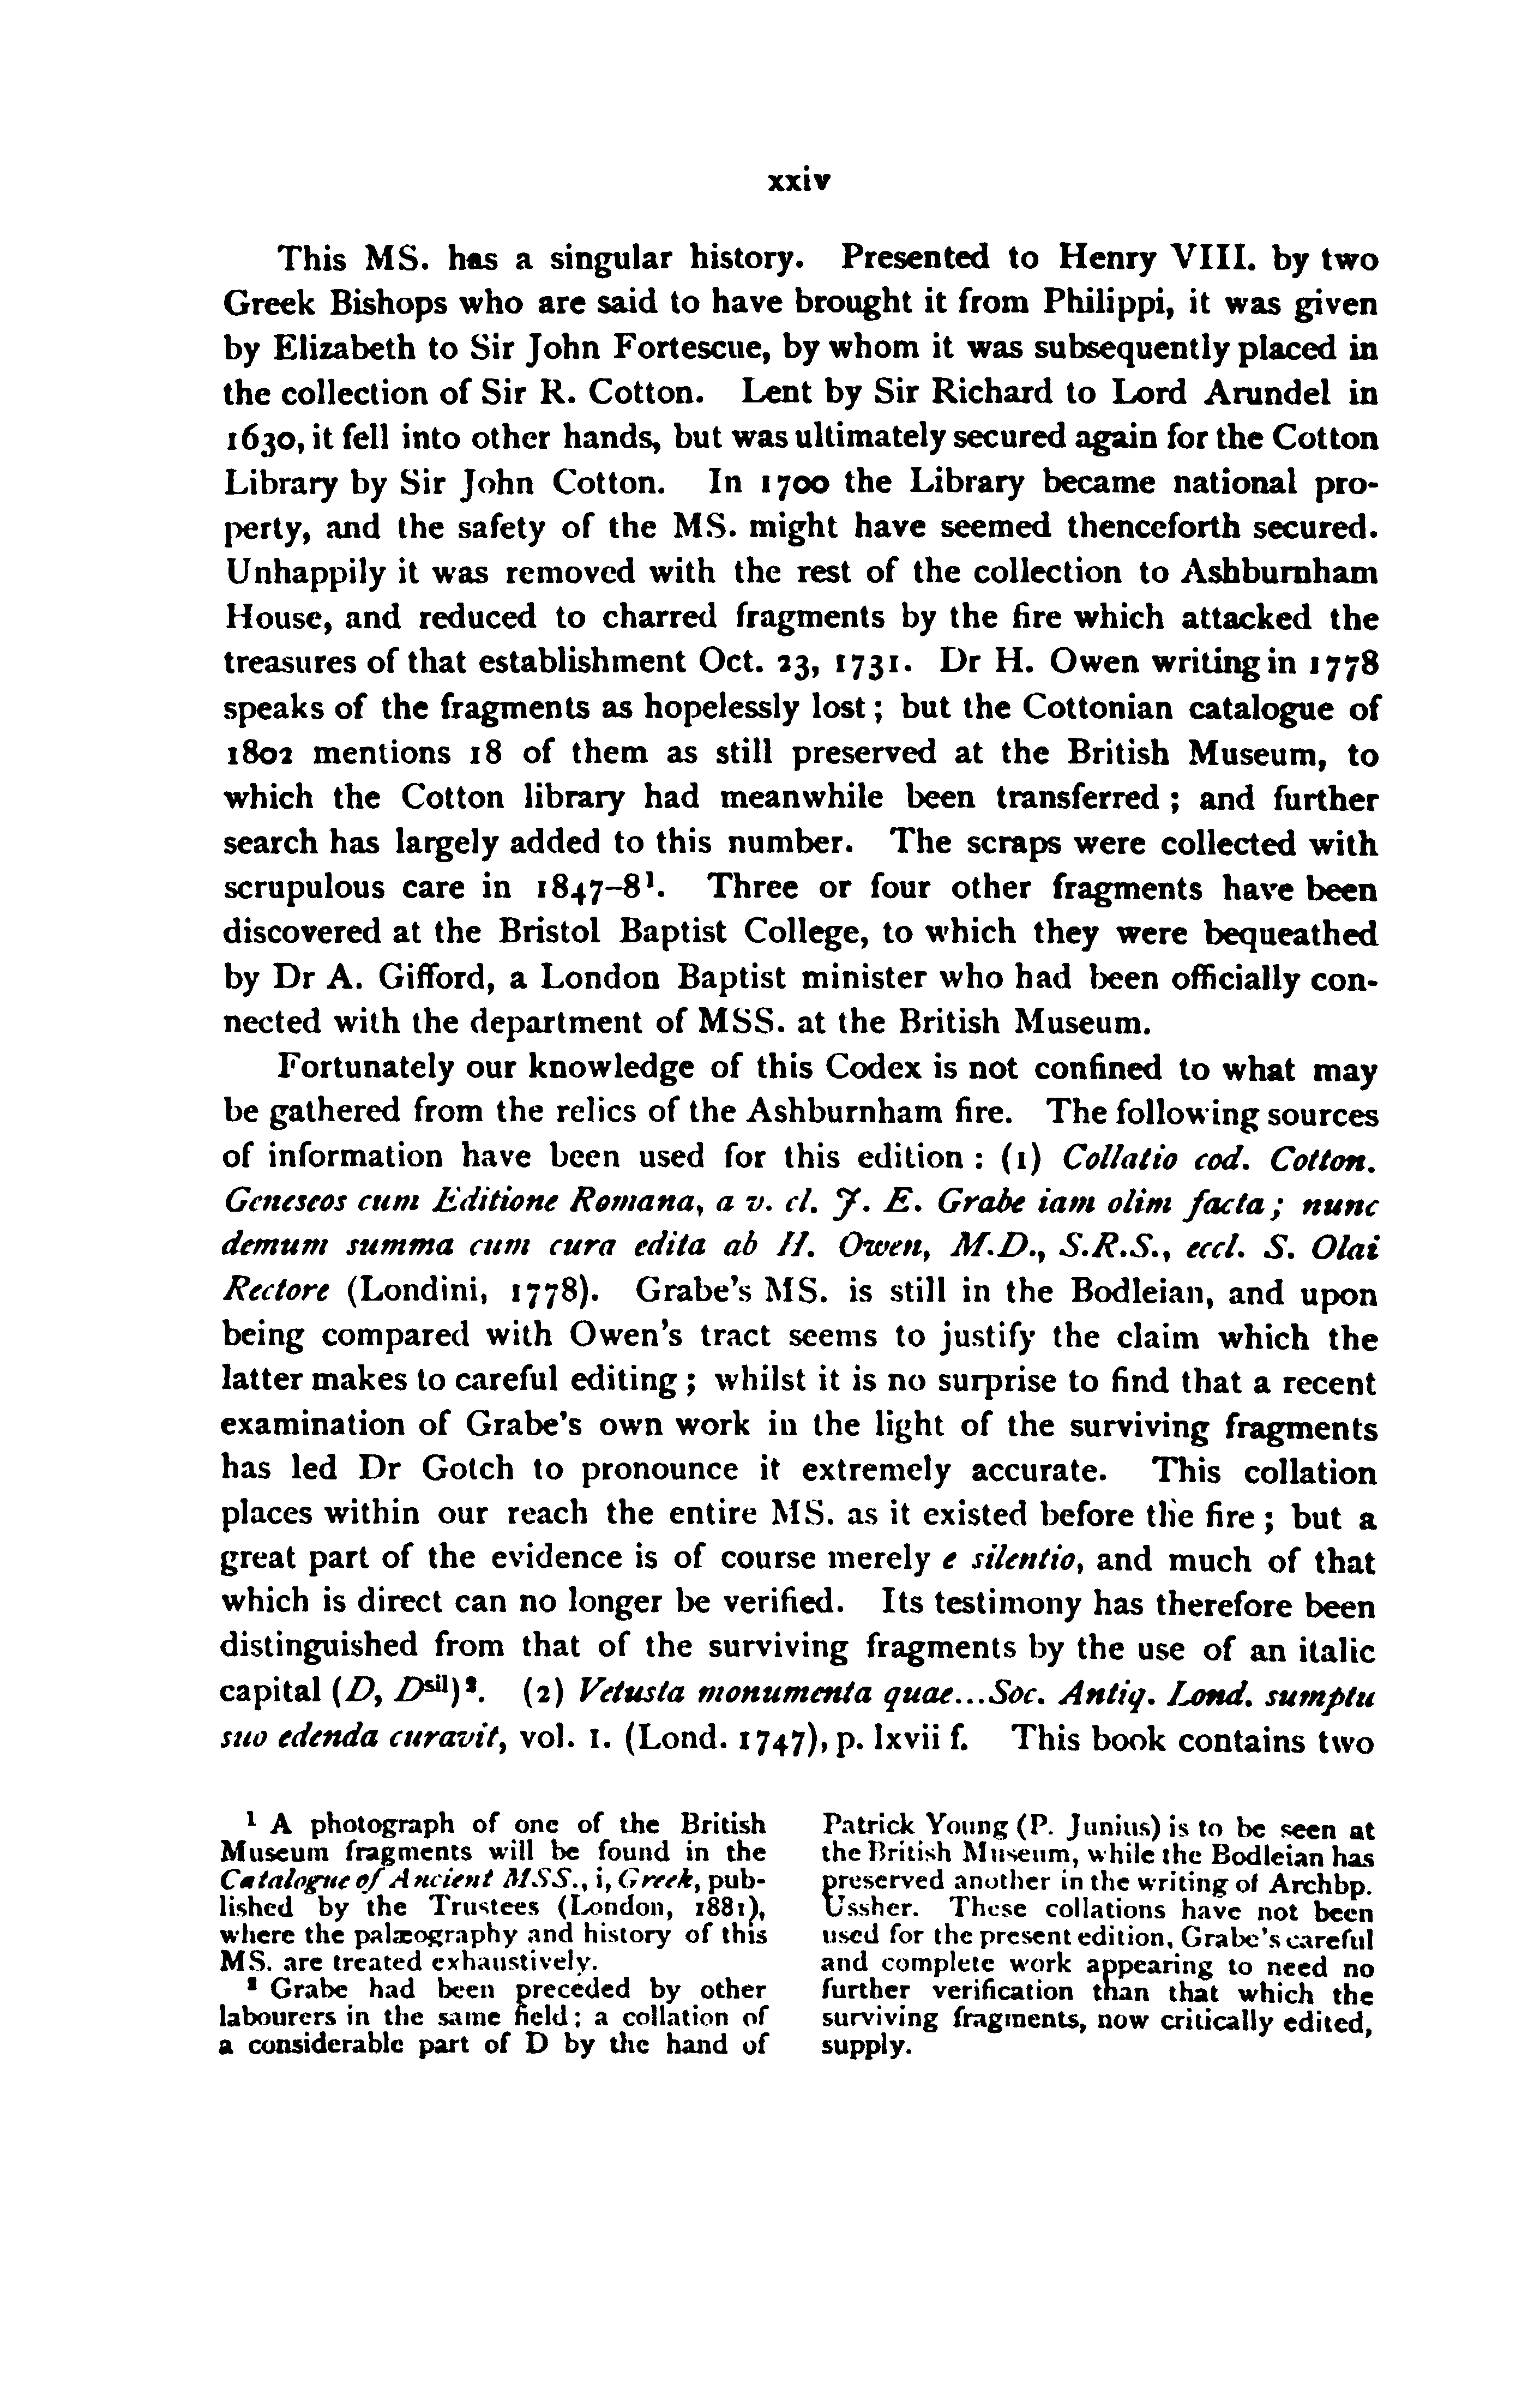 xxiv
This MS. has a singular history. Presented to Henry VIII. by two
Greek Bishops who are said to have brought it from Philippi, it was given
by Elizabeth to Sir John Fortescue, by whom it was subsequently placed in
the collection of Sir R. Cotton. Lent by Sir Richard to Lord Arundel in
1630, it fell into other hands, but was ultimately secured again for the Cotton
Library by Sir John Cotton. In 1700 the Library became national pro-
perty, and the safety of the MS. might have seemed thenceforth secured.
Unhappily it was removed with the rest of the collection to Ashburnham
House, and reduced to charred fragments by the fire which attacked the
treasures of that establishment Oct. 23, 1731. Dr H. Owen writing in 1778
speaks of the fragments as hopelessly lost; but the Cottonian catalogue of
1802 mentions 18 of them as still preserved at the British Museum, to
which the Cotton library had meanwhile been transferred; and further
search has largely added to this number. The scraps were collected with
scrupulous care in 1847–8¹. Three or four other fragments have been
discovered at the Bristol Baptist College, to which they were bequeathed
by Dr A. Gifford, a London Baptist minister who had been officially con-
nected with the department of MSS. at the British Museum.
Fortunately our knowledge of this Codex is not confined to what may
be gathered from the relics of the Ashburnham fire. The following sources
of information have been used for this edition: (1) Collatio cod. Cotton.
Geneseos cum Editione Romana, a v. cl. J. E. Grabe iam olim facta; nunc
demum summa cum cura edita ab H. Owen, M.D., S.R.S., eccl. S. Olai
Rectore (Londini, 1778). Grabe's MS. is still in the Bodleian, and upon
being compared with Owen's tract seems to justify the claim which the
latter makes to careful editing; whilst it is no surprise to find that a recent
examination of Grabe's own work in the light of the surviving fragments
has led Dr Gotch to pronounce it extremely accurate. This collation
places within our reach the entire MS. as it existed before the fire; but a
great part of the evidence is of course merely e silentio, and much of that
which is direct can no longer be verified. Its testimony has therefore been
distinguished from that of the surviving fragments by the use of an italic
capital (D, Dsil)². (2) Vetusta monumenta quae...Soc. Antiq. Lond. sumptu
suo edenda curavit, vol. I. (Lond. 1747), p. lxvii f. This book contains two
¹ A photograph of one of the British
Museum fragments will be found in the
Catalogue of Ancient MSS., i, Greek, pub-
lished by the Trustees (London, 1881),
where the palæography and history of this
MS. are treated exhaustively.
² Grabe had been preceded by other
labourers in the same field; a collation of
a considerable part of D by the hand of
Patrick Young (P. Junius) is to be seen at
the British Museum, while the Bodleian has
preserved another in the writing of Archbp.
Ussher. These collations have not been
used for the present edition, Grabe's careful
and complete work appearing to need no
further verification than that which the
surviving fragments, now critically edited,
supply.